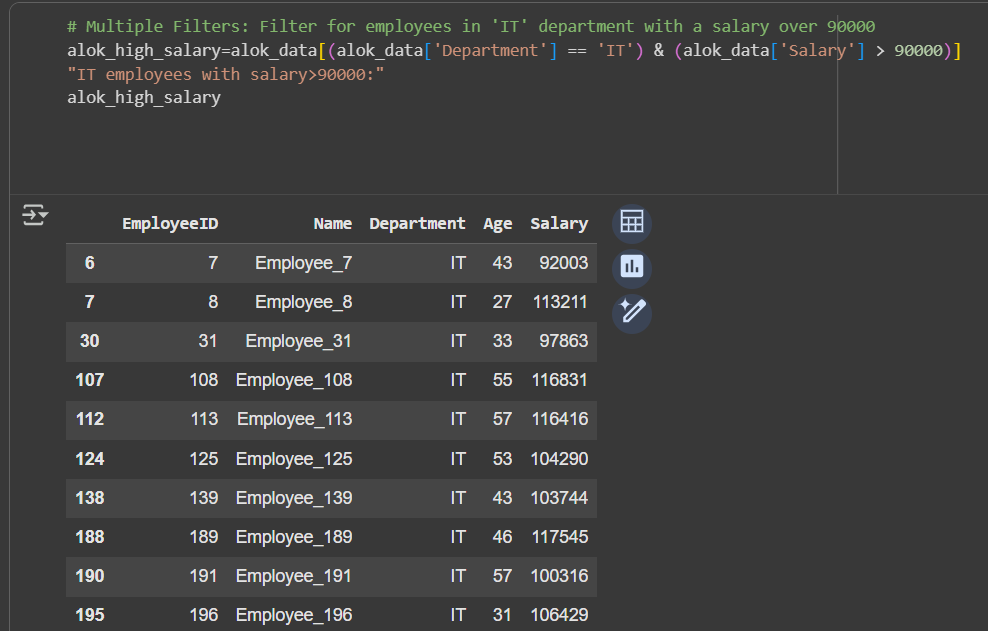 # Multiple Filters: Filter for employees in 'IT' department with a salary over 90000
alok_high_salary=alok_data[(alok_data['Department'] == 'IT') & (alok_data['Salary'] > 90000)]
"IT employees with salary>90000:"
alok_high_salary
EmployeeID Name Department Age Salary
6 7 Employee_7 IT 43 92003
7 8 Employee_8 IT 27 113211
30 31 Employee_31 IT 33 97863
107 108 Employee_108 IT 55 116831
112 113 Employee_113 IT 57 116416
124 125 Employee_125 IT 53 104290
138 139 Employee_139 IT 43 103744
188 189 Employee_189 IT 46 117545
190 191 Employee_191 IT 57 100316
195 196 Employee_196 IT 31 106429